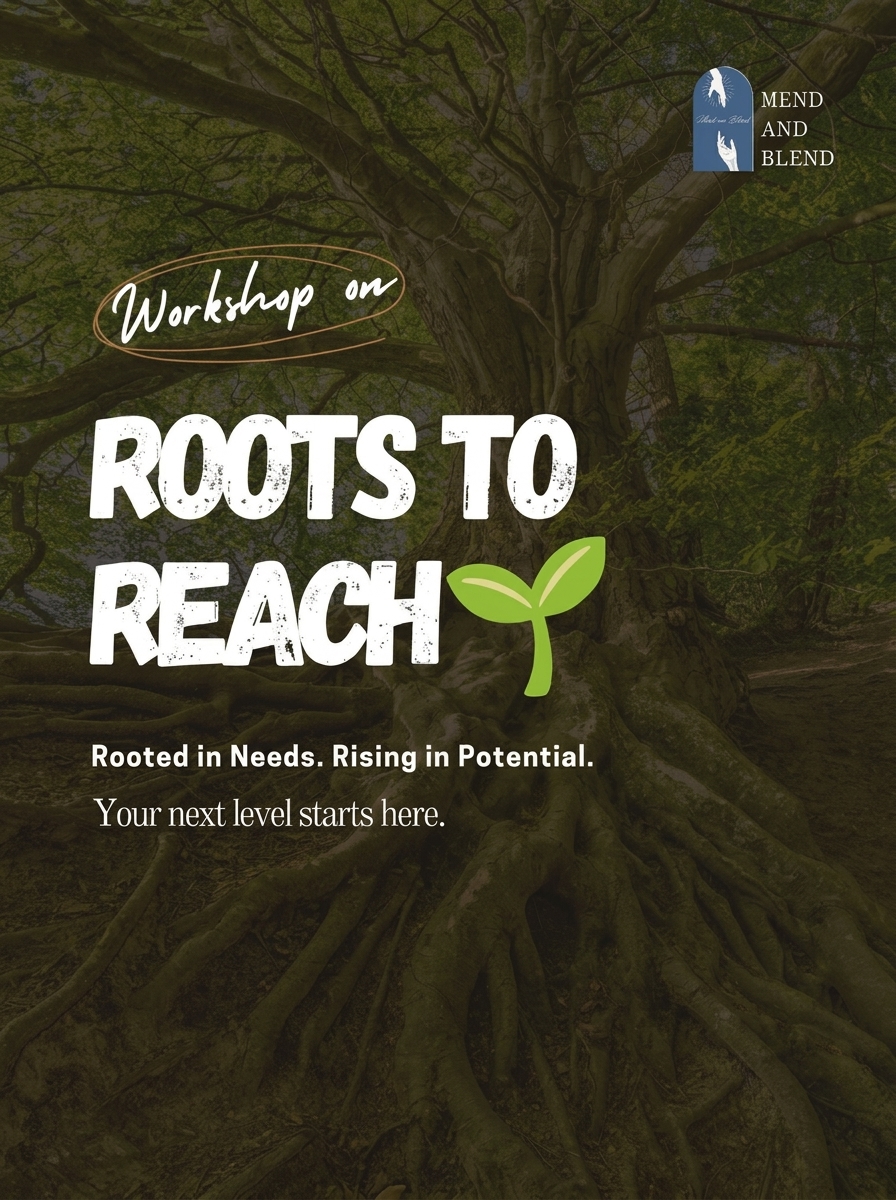 MEND
AND
BLEND
Workshop on
ROOTS TO
REACH
Rooted in Needs. Rising in Potential.
Your next level starts here.